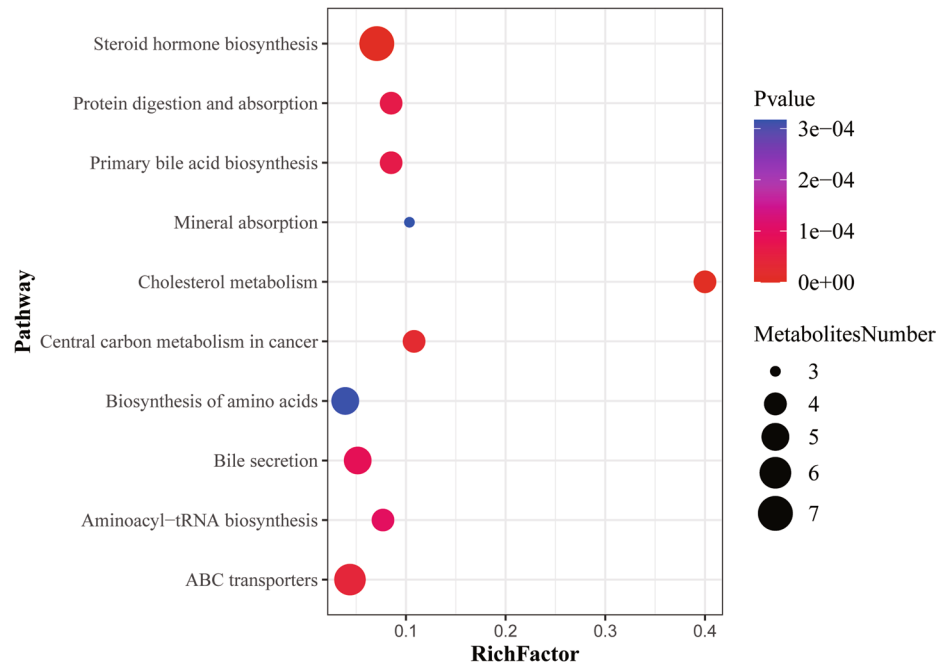 Steroid hormone biosynthesis
Protein digestion and absorption
Primary bile acid biosynthesis
Mineral absorption
Cholesterol metabolism
Central carbon metabolism in cancer
Biosynthesis of amino acids
Bile secretion
Aminoacyl−tRNA biosynthesis
ABC transporters
Pathway
0.1 0.2 0.3 0.4
RichFactor
Pvalue
3e−04
2e−04
1e−04
0e+00
MetabolitesNumber
3
4
5
6
7